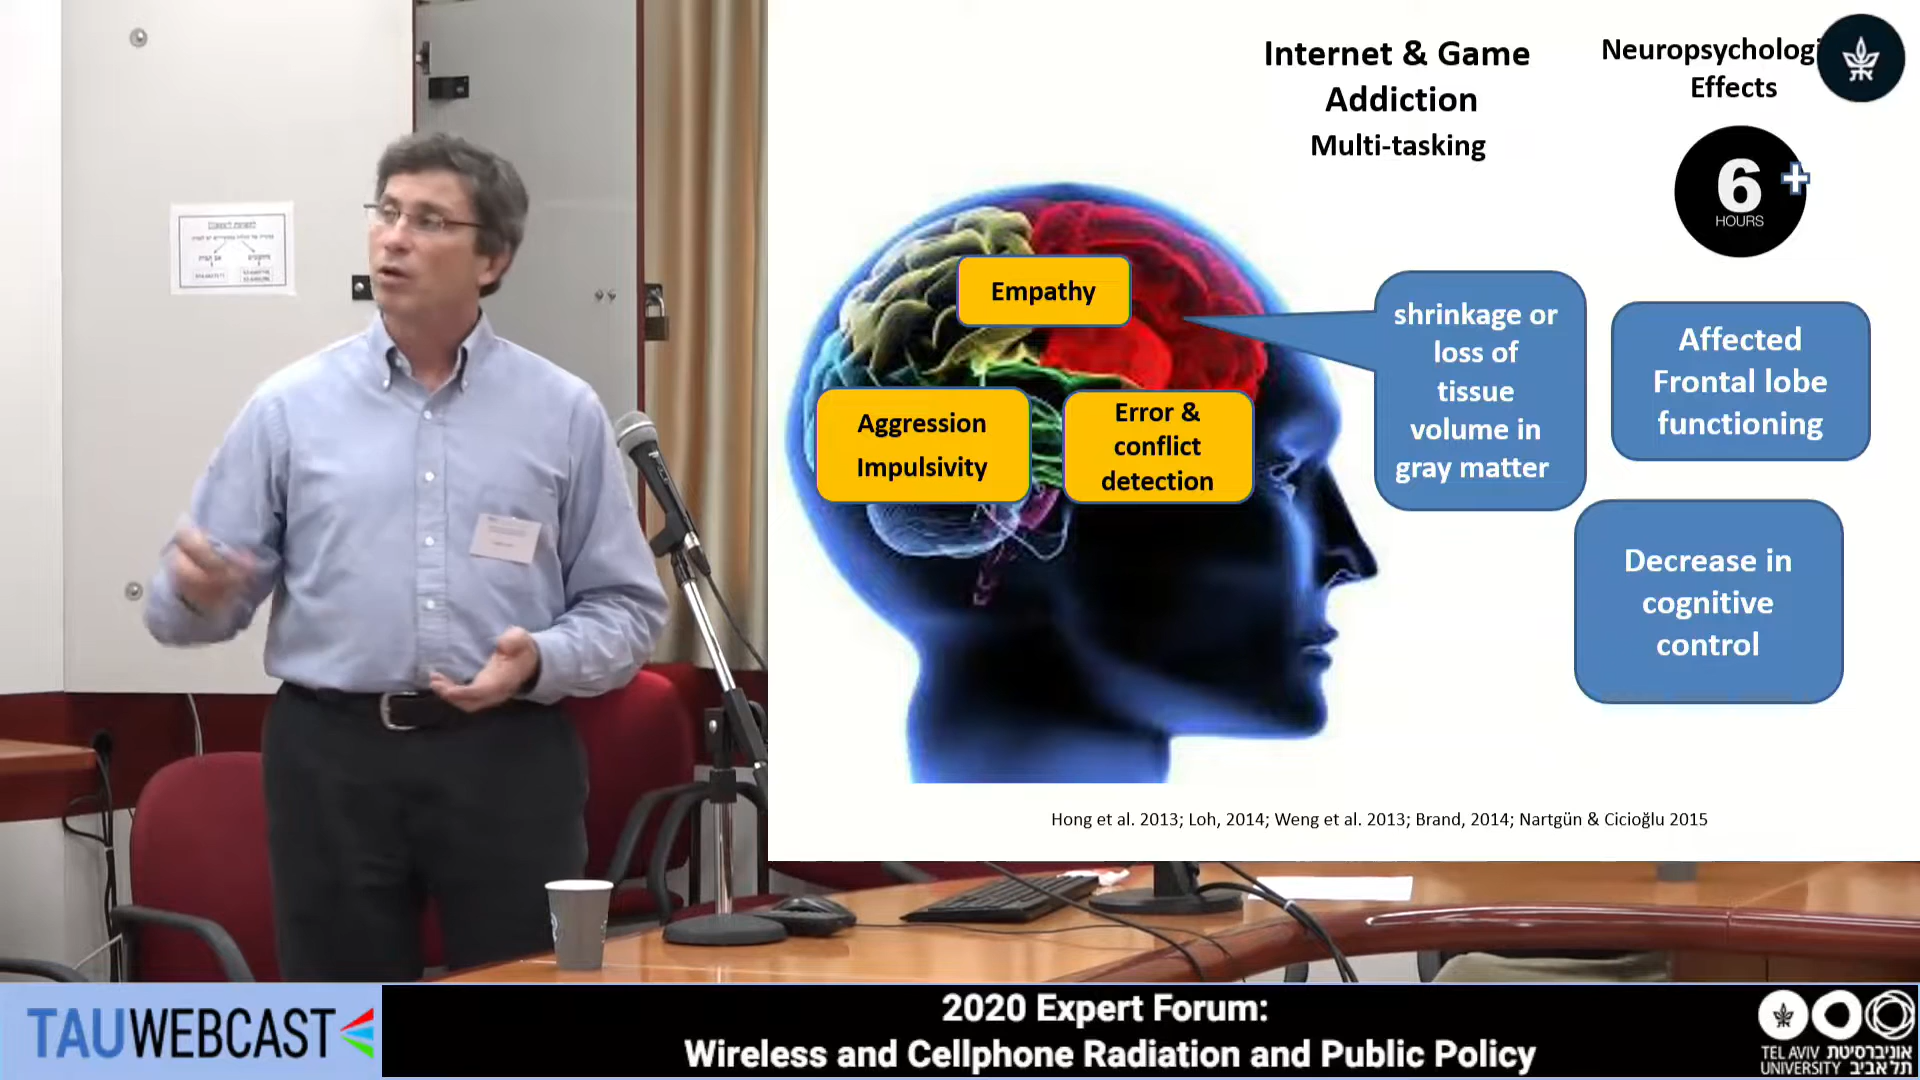 Internet & Game
Addiction
Multi-tasking
Neuropsychologi
Effects
6
HOURS
+
Empathy
Aggression
Impulsivity
Error &
conflict
detection
shrinkage or
loss of
tissue
volume in
gray matter
Affected
Frontal lobe
functioning
Decrease in
cognitive
control
Hong et al. 2013; Loh, 2014; Weng et al. 2013; Brand, 2014; Nartgün & Cicioğlu 2015
TAUWEBCAST
2020 Expert Forum:
Wireless and Cellphone Radiation and Public Policy
TEL AVIV אוניברסיטת
UNIVERSITY תל אביב